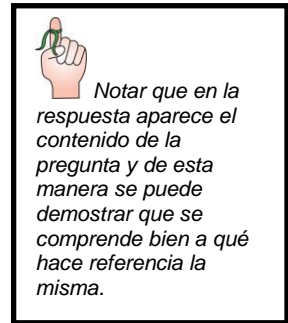 Notar que en la
respuesta aparece el
contenido de la
pregunta y de esta
manera se puede
demostrar que se
comprende bien a qué
hace referencia la
misma.